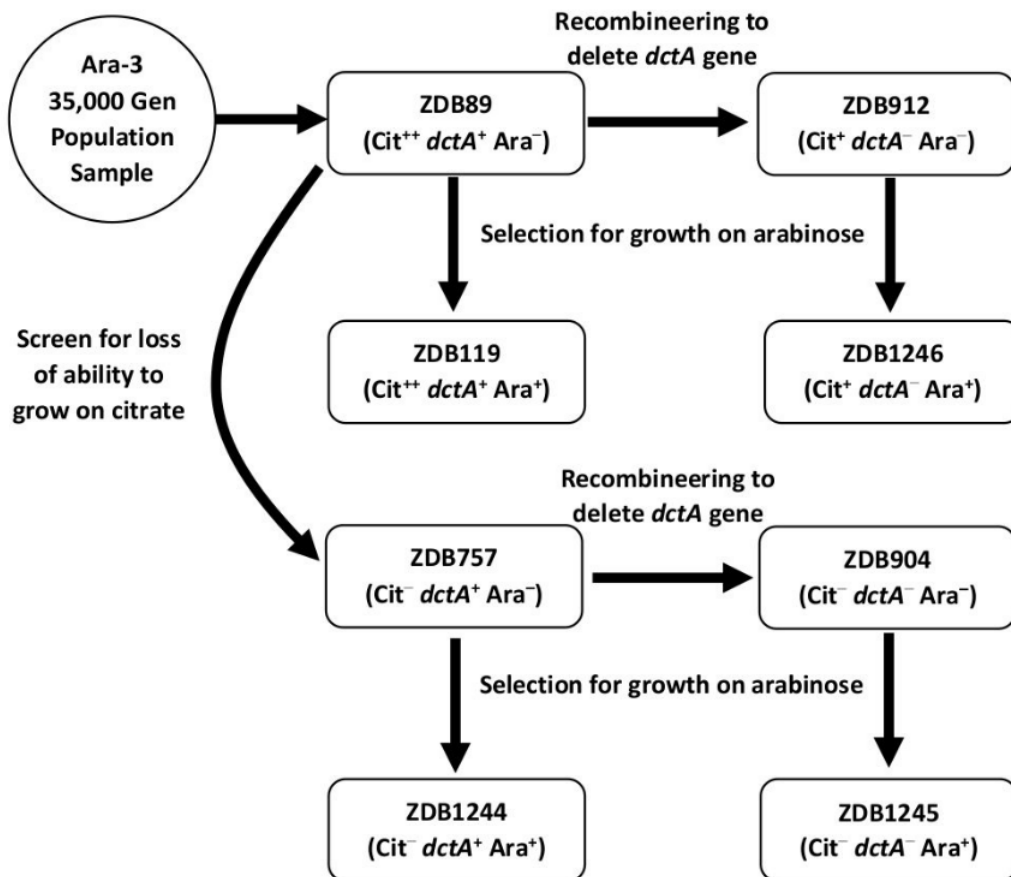 Ara-3
35,000 Gen
Population
Sample
ZDB89
(Cit⁺⁺ dctA⁺ Ara⁻)
Recombineering to
delete dctA gene
ZDB912
(Cit⁺ dctA⁻ Ara⁻)
Selection for growth on arabinose
ZDB119
(Cit⁺⁺ dctA⁺ Ara⁺)
ZDB1246
(Cit⁺ dctA⁻ Ara⁺)
Screen for loss
of ability to
grow on citrate
Recombineering to
delete dctA gene
ZDB757
(Cit⁻ dctA⁺ Ara⁻)
ZDB904
(Cit⁻ dctA⁻ Ara⁻)
Selection for growth on arabinose
ZDB1244
(Cit⁻ dctA⁺ Ara⁺)
ZDB1245
(Cit⁻ dctA⁻ Ara⁺)